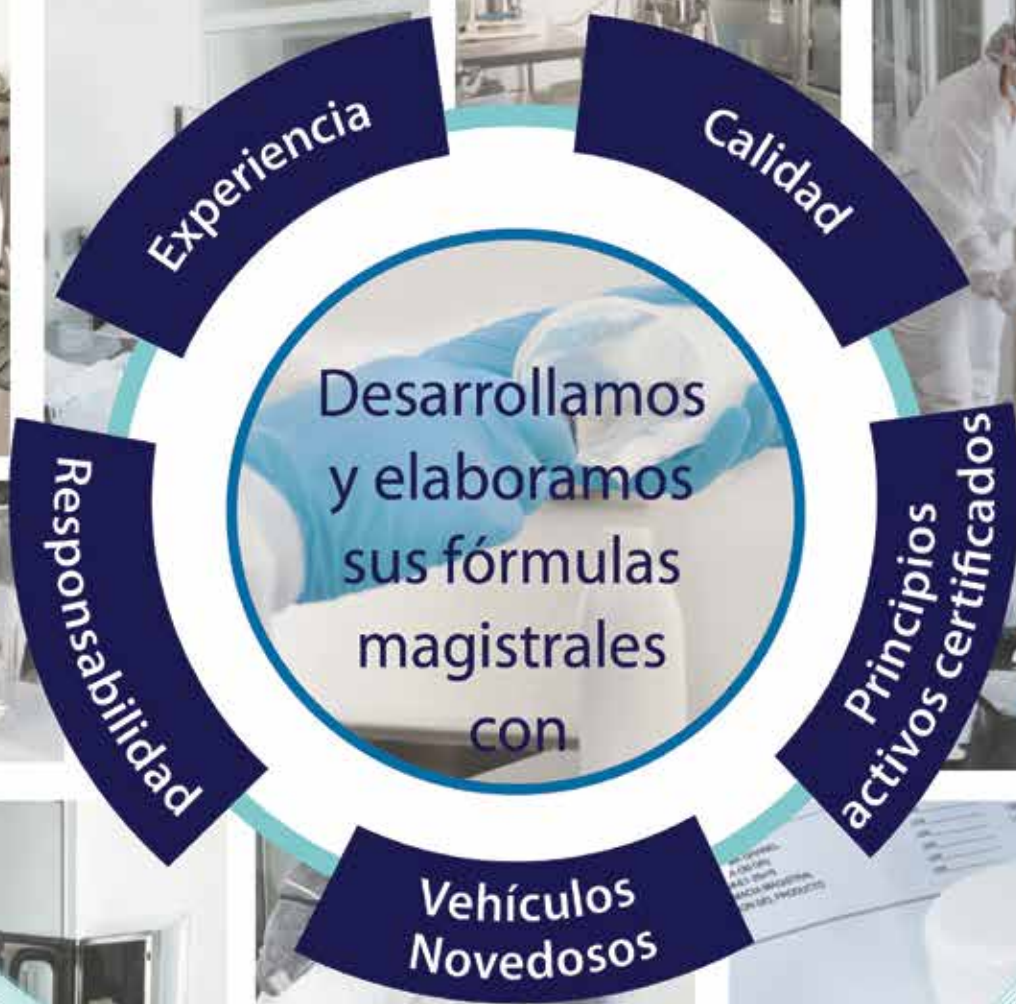 Experiencia
Calidad
Desarrollamos
y elaboramos
sus fórmulas
magistrales
con
Responsabilidad
Principios
activos certificados
Vehículos
Novedosos